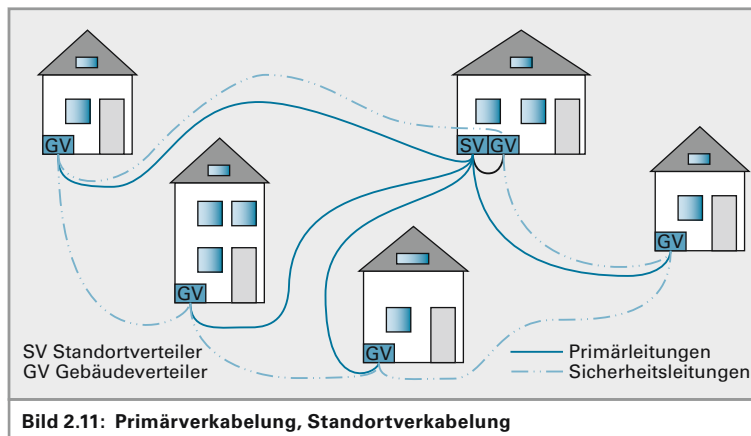 GV
SV GV
GV
GV
GV
SV Standortverteiler
GV Gebäudeverteiler
Primärleitungen
Sicherheitsleitungen
Bild 2.11: Primärverkabelung, Standortverkabelung